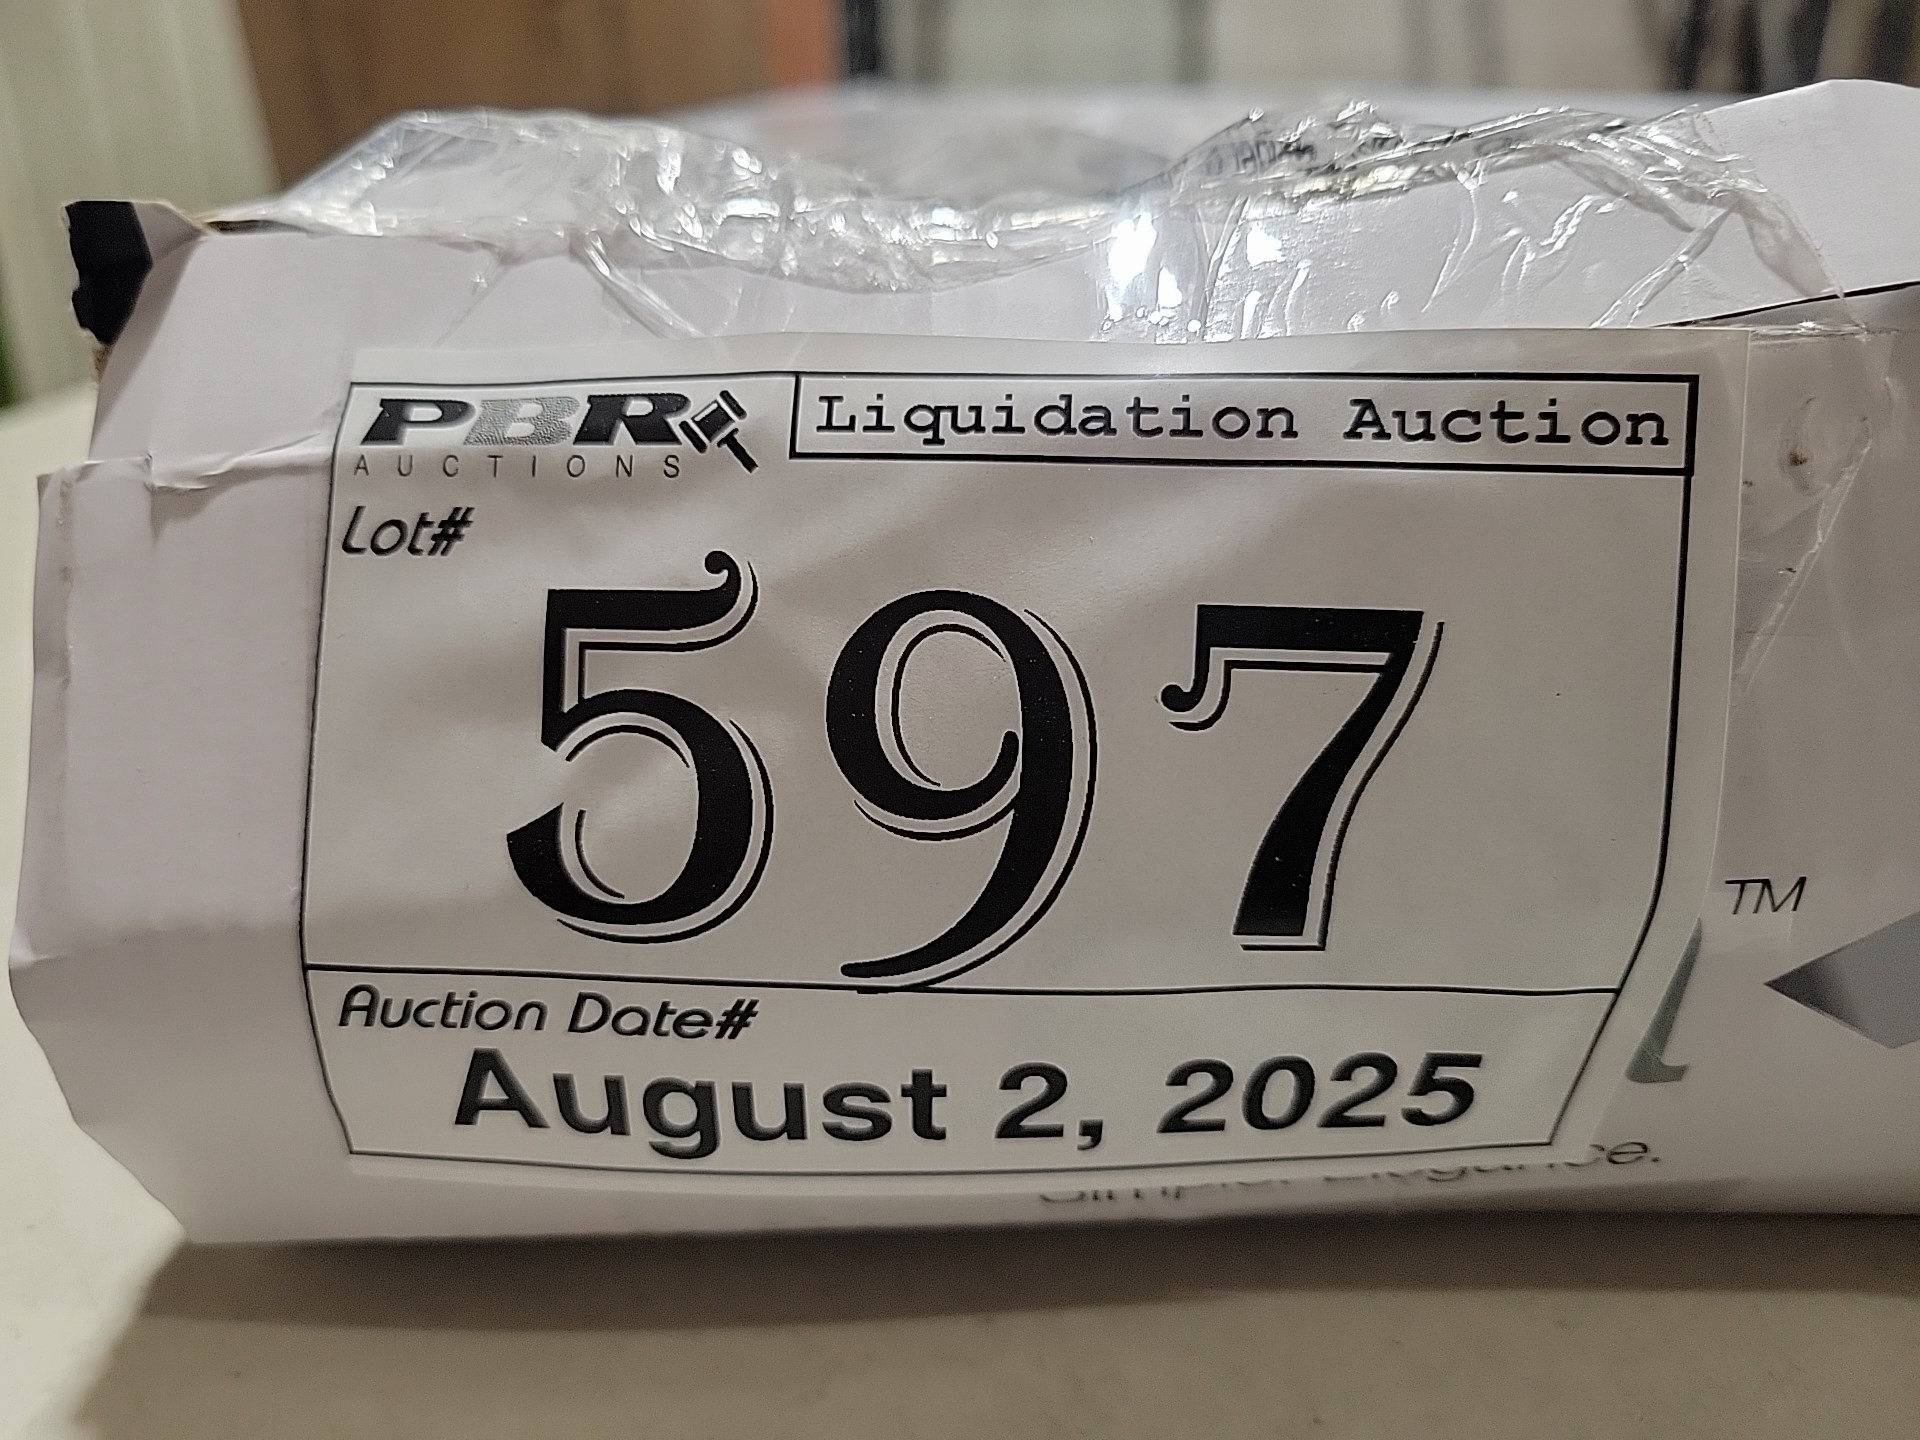 PBR
AUCTIONS
Liquidation Auction
Lot#
597
Auction Date#
August 2, 2025
TM